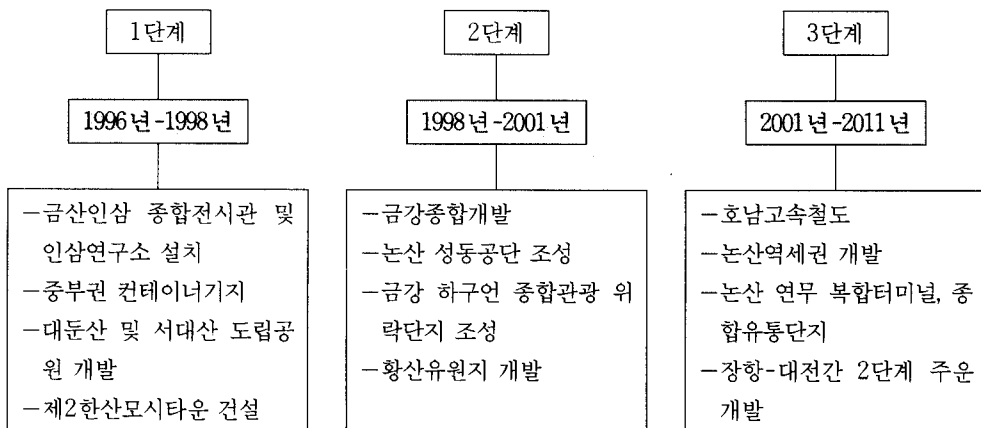 1단계
1996년-1998년
-금산인삼 종합전시관 및
인삼연구소 설치
-중부권 컨테이너기지
-대둔산 및 서대산 도립공
원 개발
-제2한산모시타운 건설
2단계
1998년-2001년
-금강종합개발
-논산 성동공단 조성
-금강 하구언 종합관광 위
락단지 조성
-황산유원지 개발
3단계
2001년-2011년
-호남고속철도
-논산역세권 개발
-논산 연무 복합터미널, 종
합유통단지
-장항-대전간 2단계 주운
개발